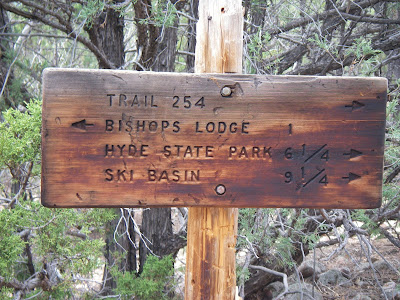 TRAIL 254 →
← BISHOPS LODGE 1
HYDE STATE PARK 6 1/4 →
SKI BASIN 9 1/4 →